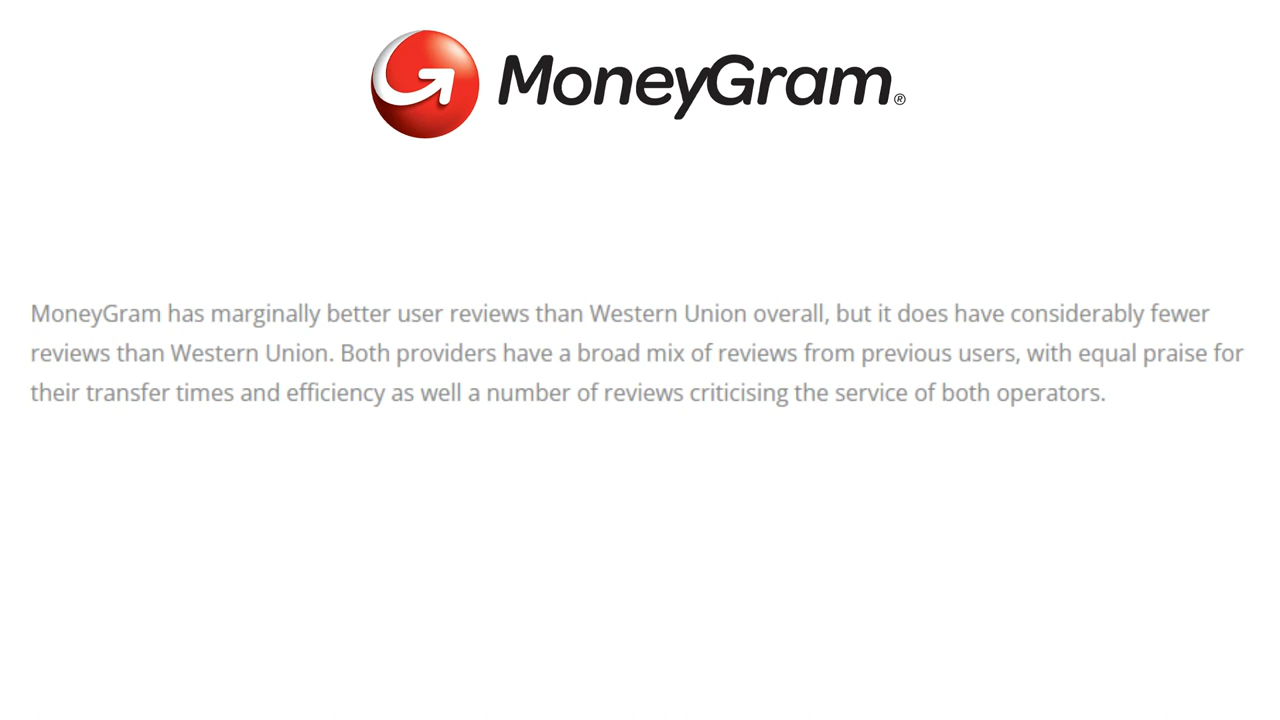 MoneyGram®
MoneyGram has marginally better user reviews than Western Union overall, but it does have considerably fewer
reviews than Western Union. Both providers have a broad mix of reviews from previous users, with equal praise for
their transfer times and efficiency as well a number of reviews criticising the service of both operators.